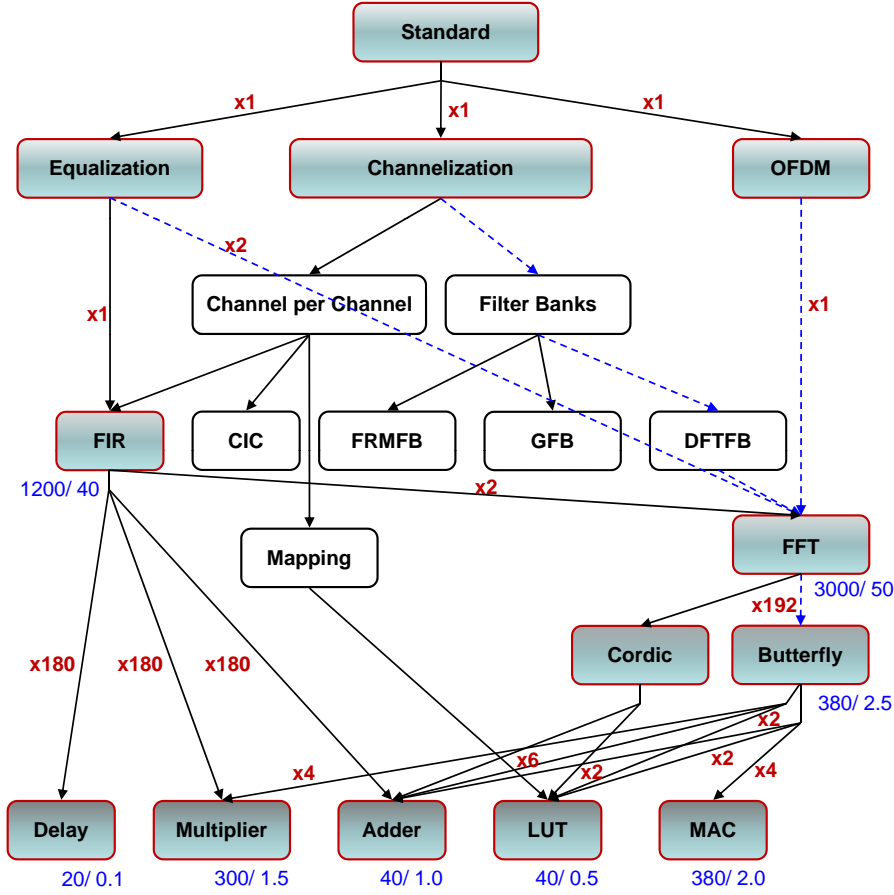 Standard
x1
x1
x1
Equalization
Channelization
OFDM
x2
Channel per Channel
Filter Banks
x1
x1
FIR
CIC
FRMFB
GFB
DFTFB
1200/ 40
x2
Mapping
FFT
3000/ 50
x192
Cordic
Butterfly
x180
x180
x180
380/ 2.5
x2
x2
x6
x4
x2
x4
Delay
Multiplier
Adder
LUT
MAC
20/ 0.1
300/ 1.5
40/ 1.0
40/ 0.5
380/ 2.0